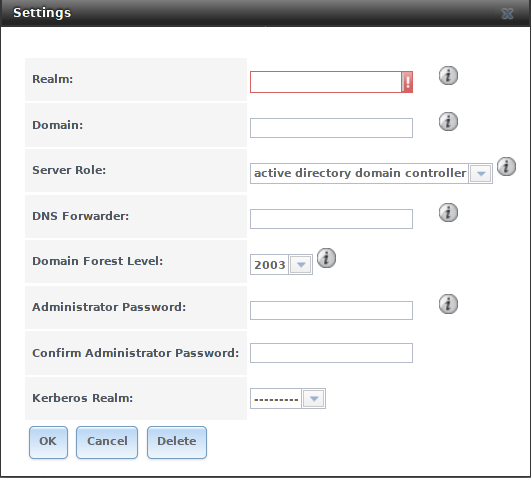 Settings
Realm:
!
Domain:
Server Role: active directory domain controller
DNS Forwarder:
Domain Forest Level: 2003
Administrator Password:
Confirm Administrator Password:
Kerberos Realm: ---------
OK Cancel Delete